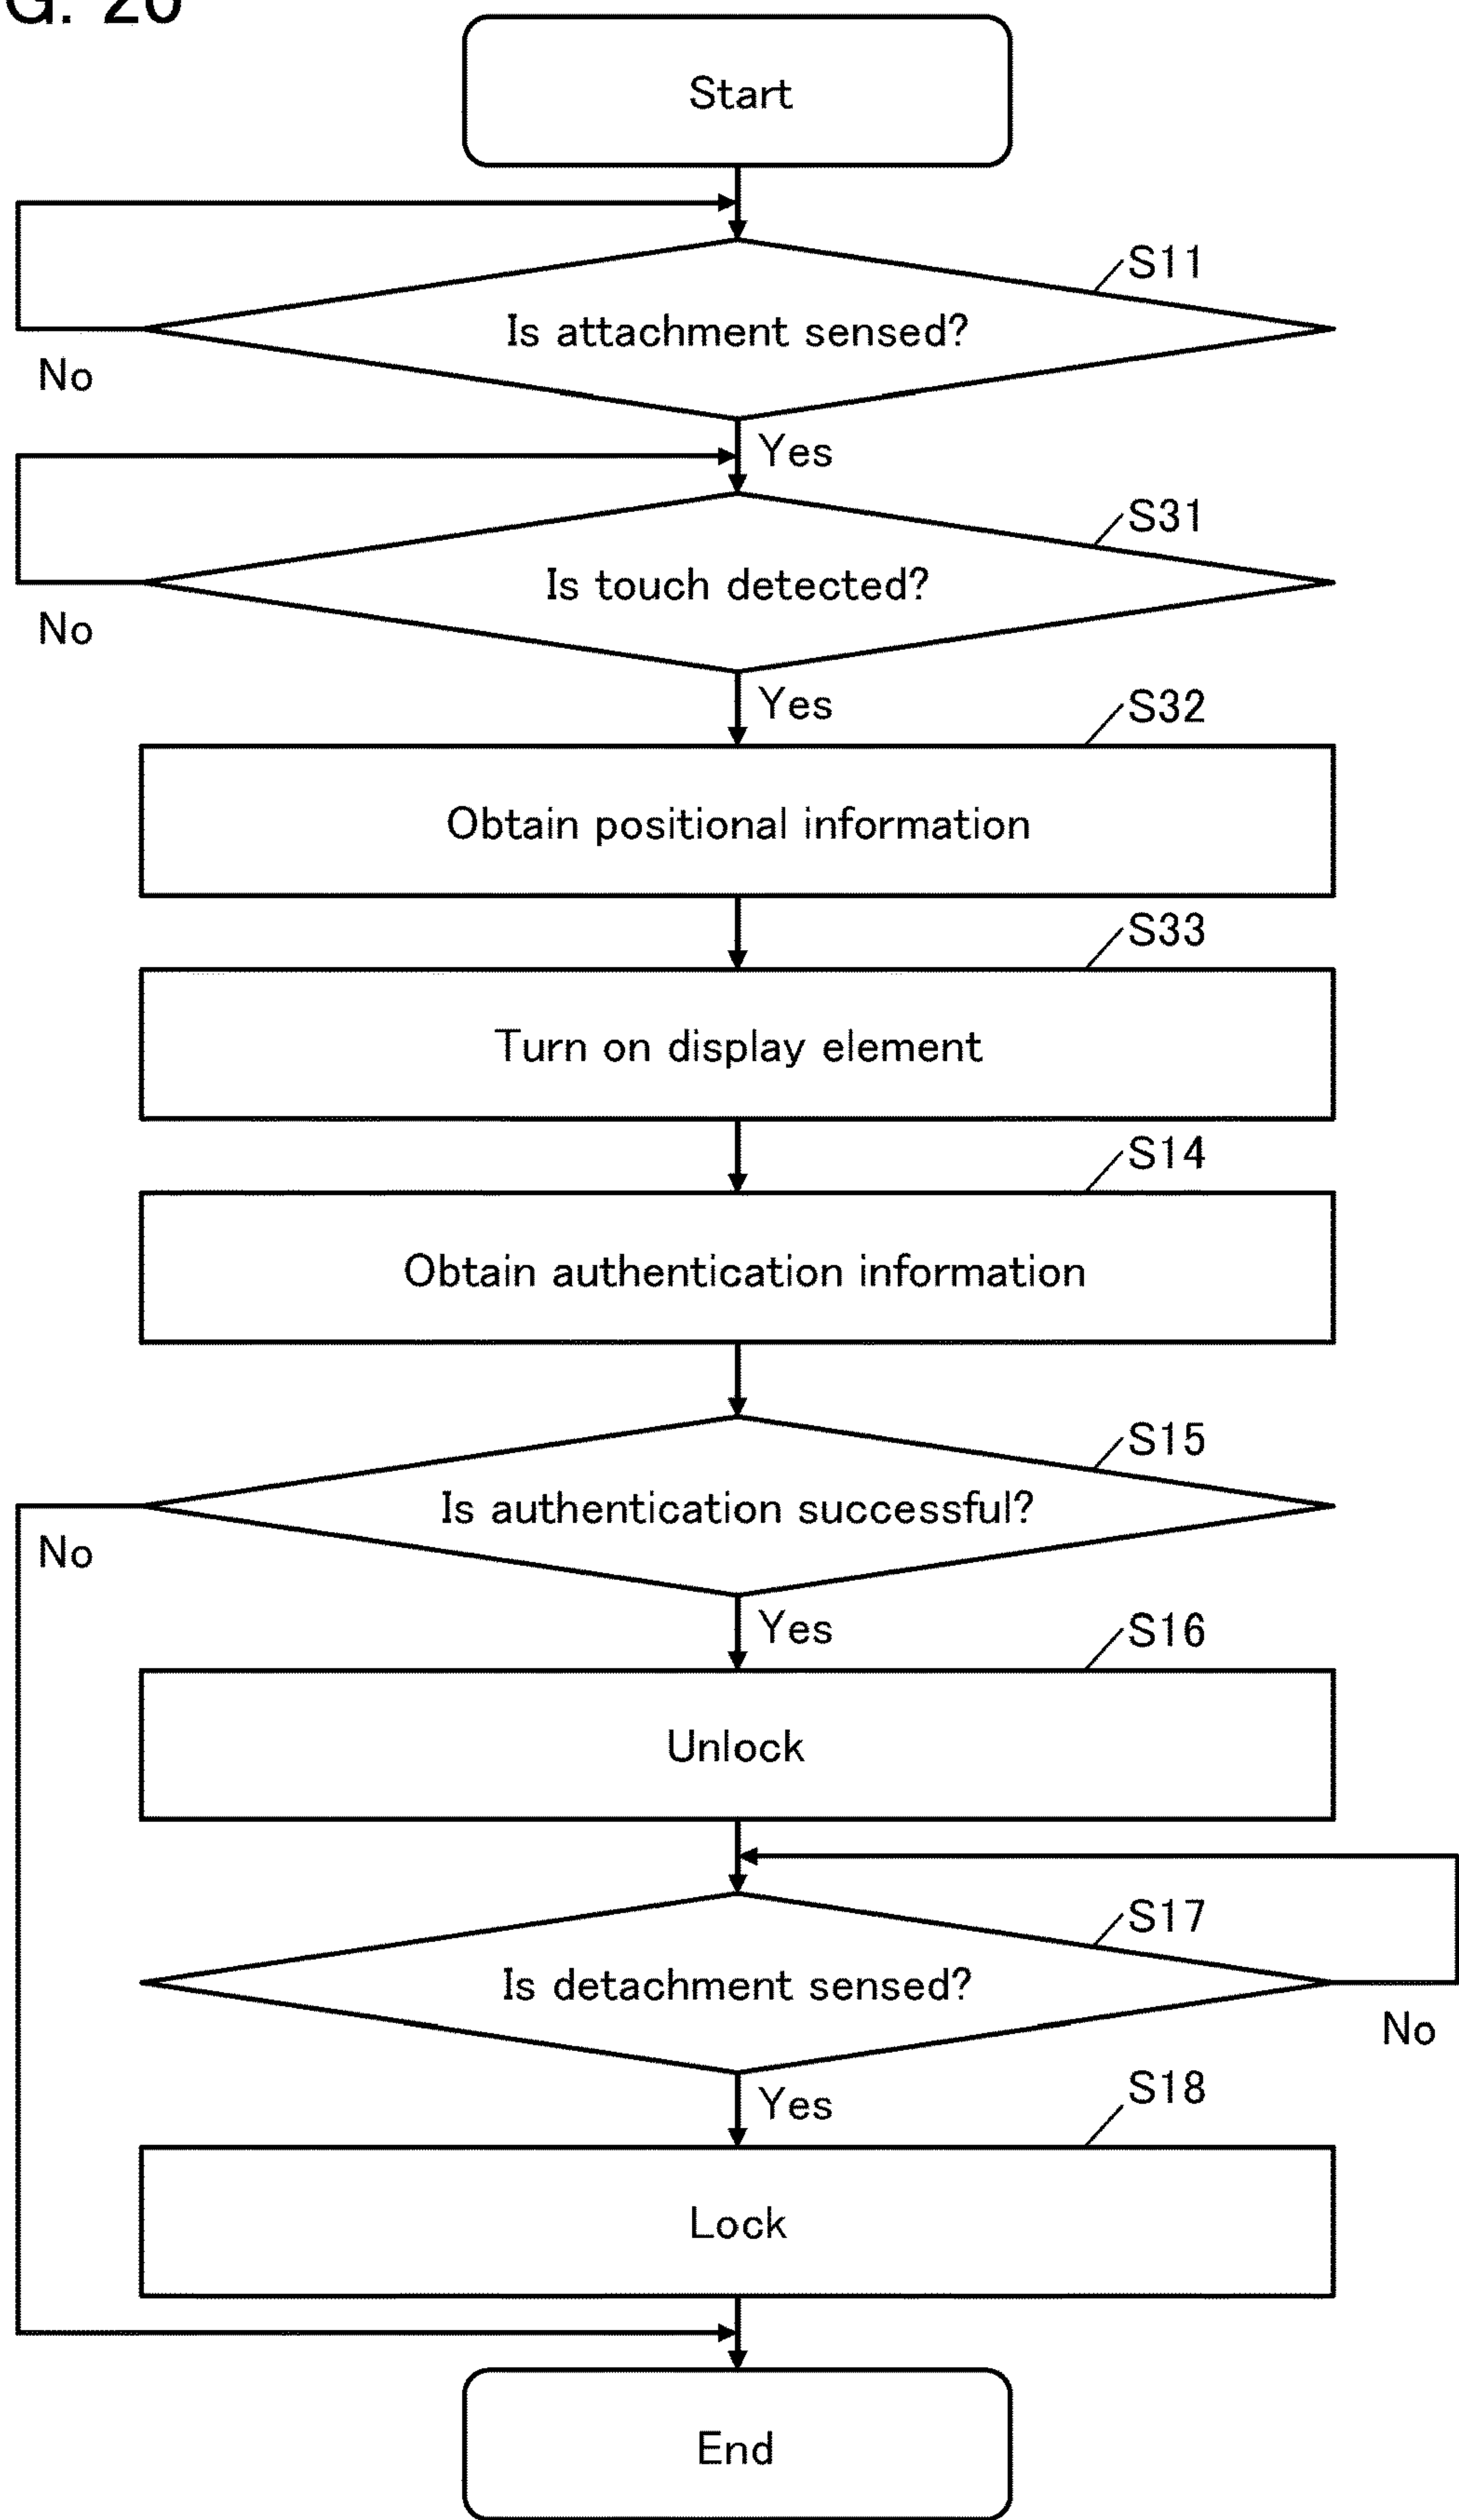 G. 20
Start
S11
Is attachment sensed?
No
Yes
S31
Is touch detected?
No
Yes
S32
Obtain positional information
S33
Turn on display element
S14
Obtain authentication information
S15
Is authentication successful?
No
Yes
S16
Unlock
S17
Is detachment sensed?
No
Yes
S18
Lock
End